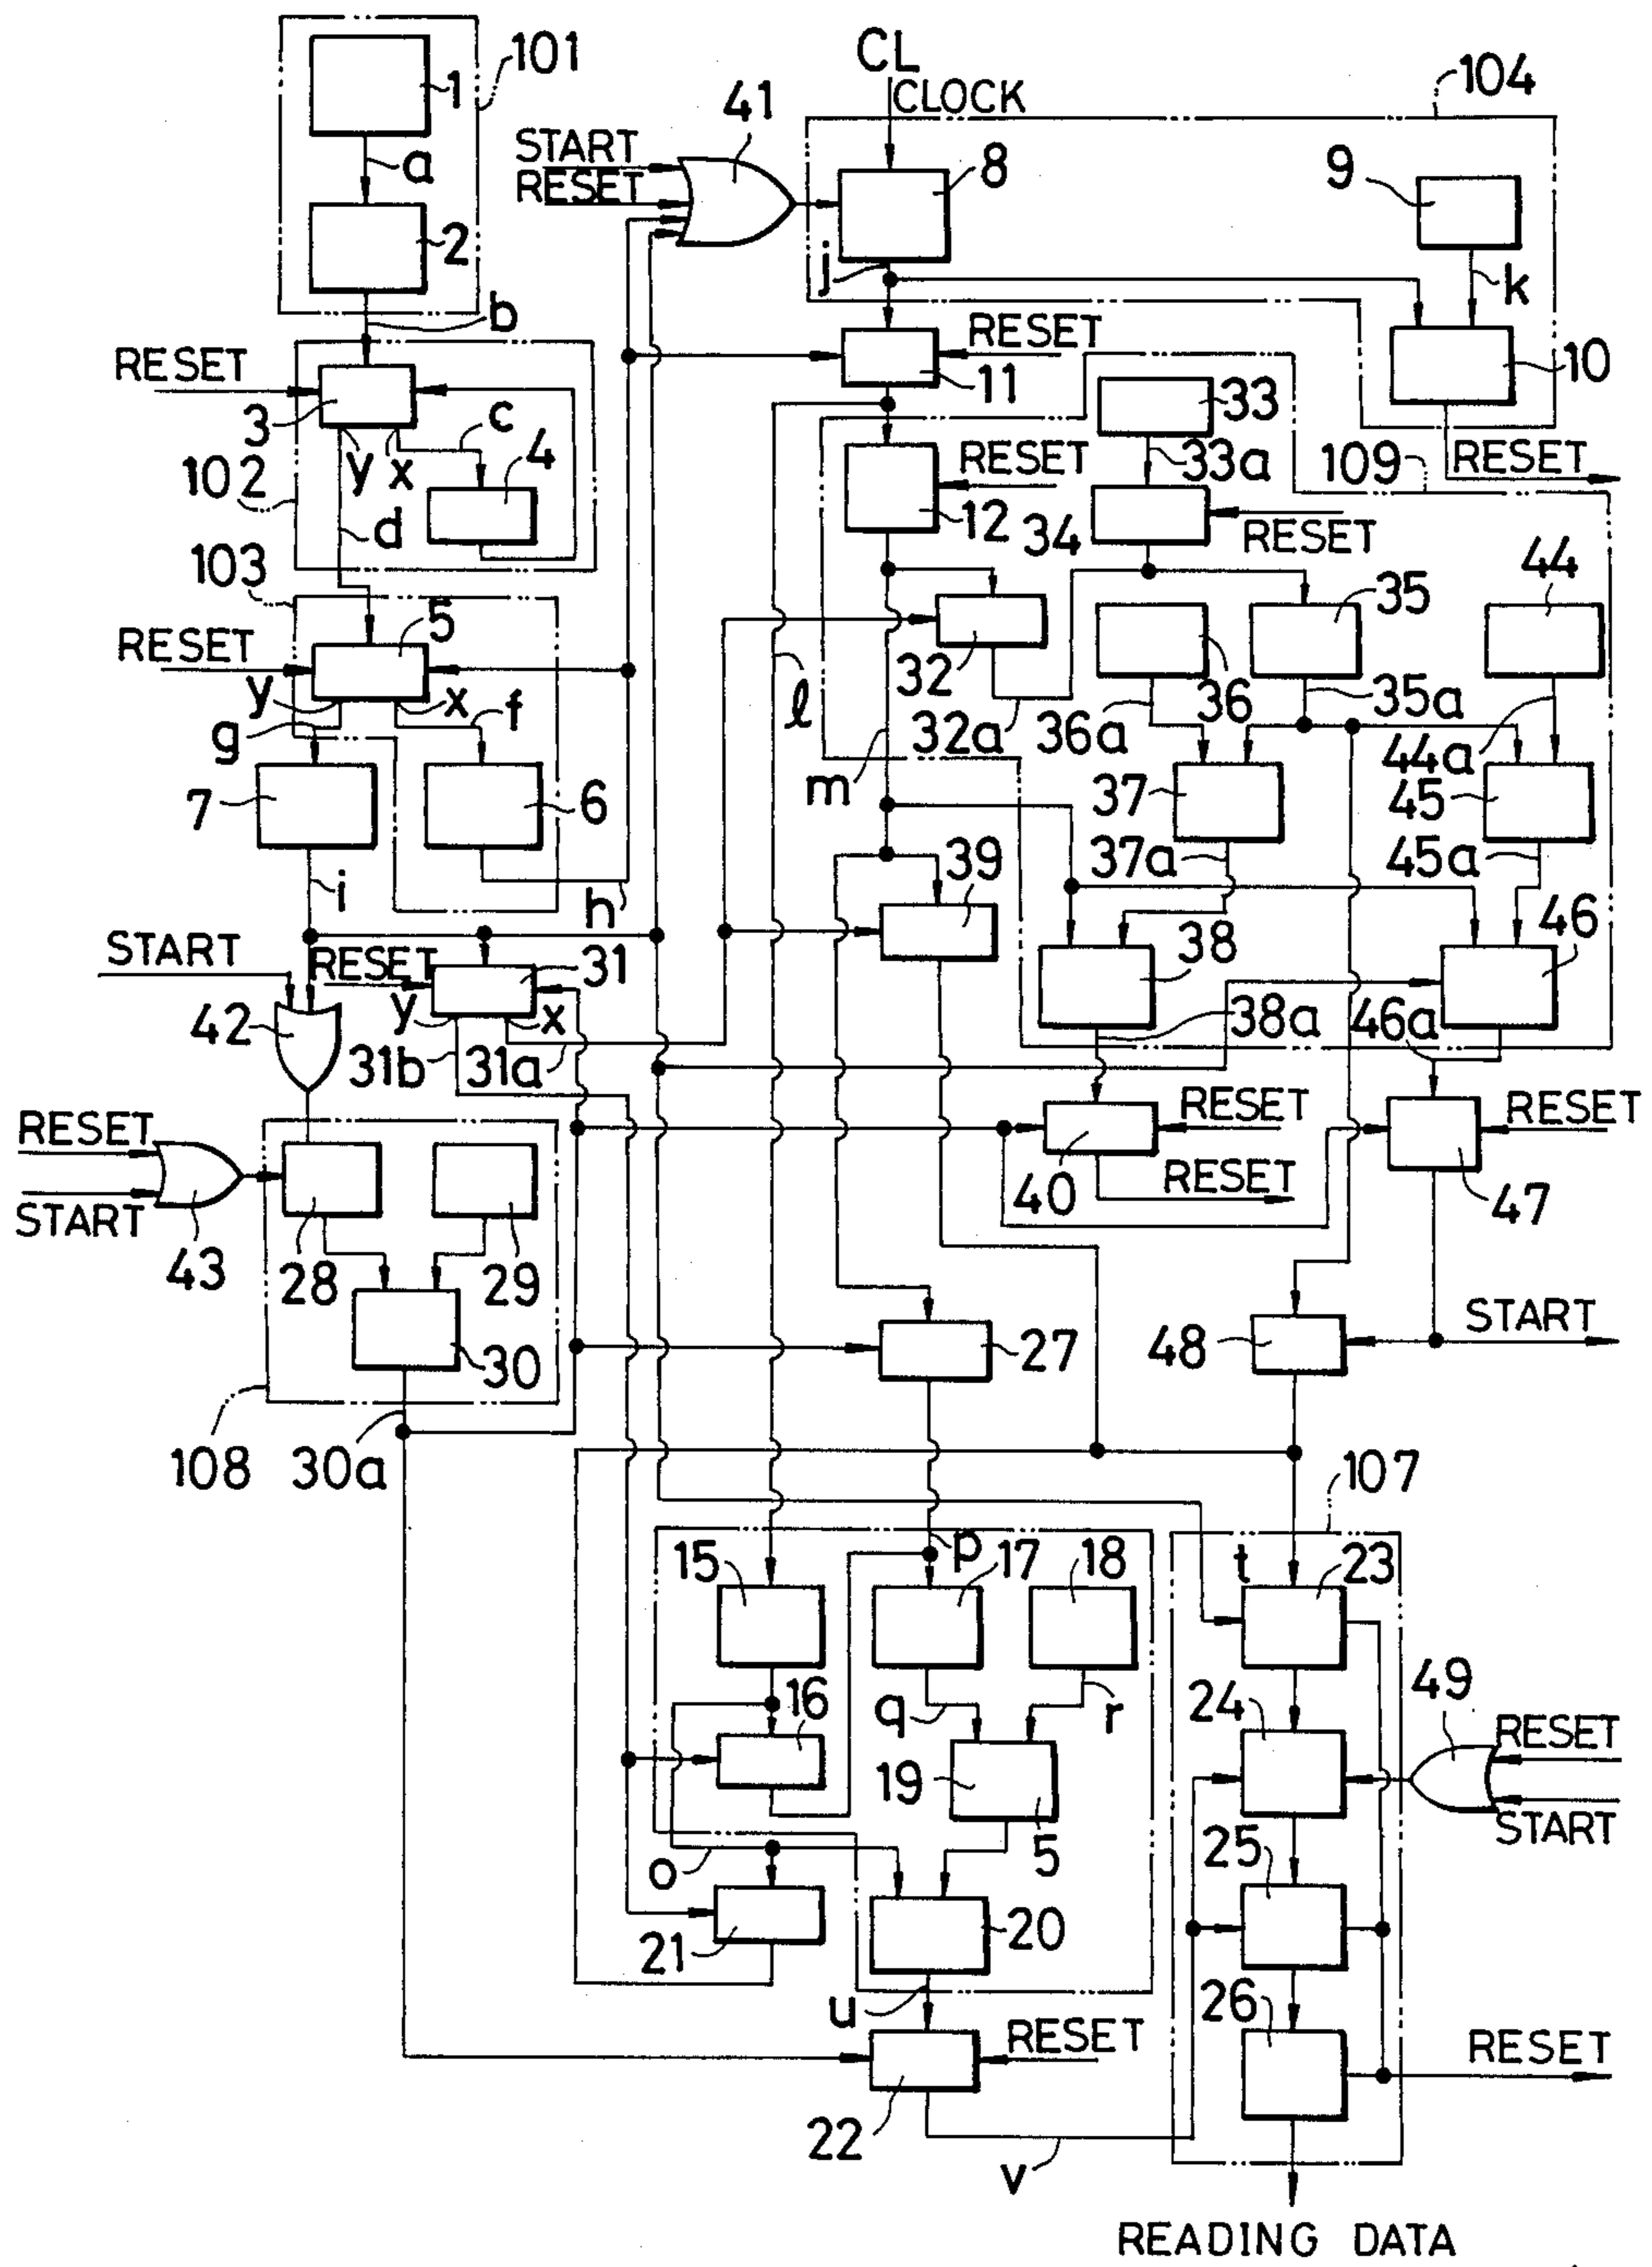 101
1
a
2
b
CL
CLOCK
41
START
RESET
104
8
9
j
k
RESET
10
11
RESET
3
c
y
x
4
102
33
33a
RESET
12
109
RESET
d
34
RESET
103
44
5
35
RESET
32
36
y
x
f
l
32a
36a
35a
g
44a
7
6
m
37
45
37a
45a
i
39
h
START
RESET
31
38
46
42
y
x
38a
46a
31b
31a
RESET
RESET
RESET
START
40
RESET
47
43
28
29
START
48
30
27
108
30a
107
p
15
17
18
t
23
16
q
r
24
49
RESET
19
5
START
o
25
21
20
u
26
RESET
RESET
22
v
READING DATA